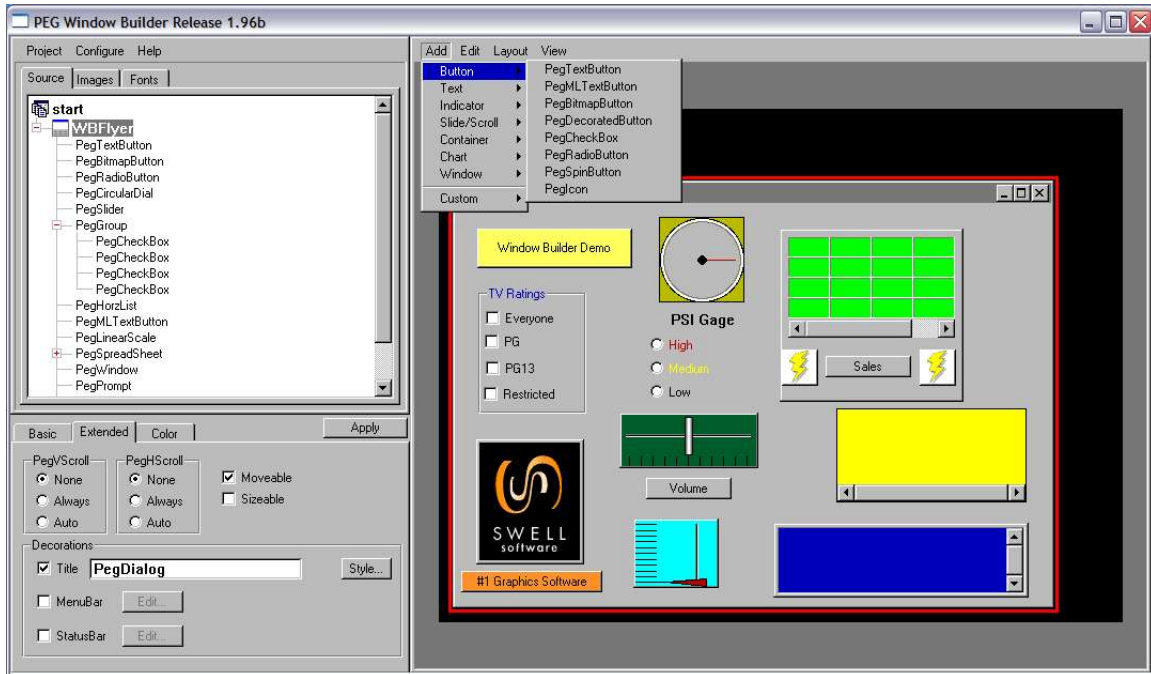 PEG Window Builder Release 1.96b
Project Configure Help
Source Images Fonts
start
WBFlyer
PegTextButton
PegBitmapButton
PegRadioButton
PegCircularDial
PegSlider
PegGroup
PegCheckBox
PegCheckBox
PegCheckBox
PegCheckBox
PegHorzList
PegMLTextButton
PegLinearScale
PegSpreadSheet
PegWindow
PegPrompt
Basic Extended Color Apply
PegVScroll PegHScroll
None None Moveable
Always Always Sizeable
Auto Auto
Decorations
Title PegDialog Style...
MenuBar Edit...
StatusBar Edit...
Add Edit Layout View
Button
Text
Indicator
Slide/Scroll
Container
Chart
Window
Custom
PegTextButton
PegMLTextButton
PegBitmapButton
PegDecoratedButton
PegCheckBox
PegRadioButton
PegSpinButton
PegIcon
Window Builder Demo
TV Ratings
Everyone
PG
PG13
Restricted
PSI Gage
High
Medium
Low
Sales
Volume
SWELL
software
#1 Graphics Software